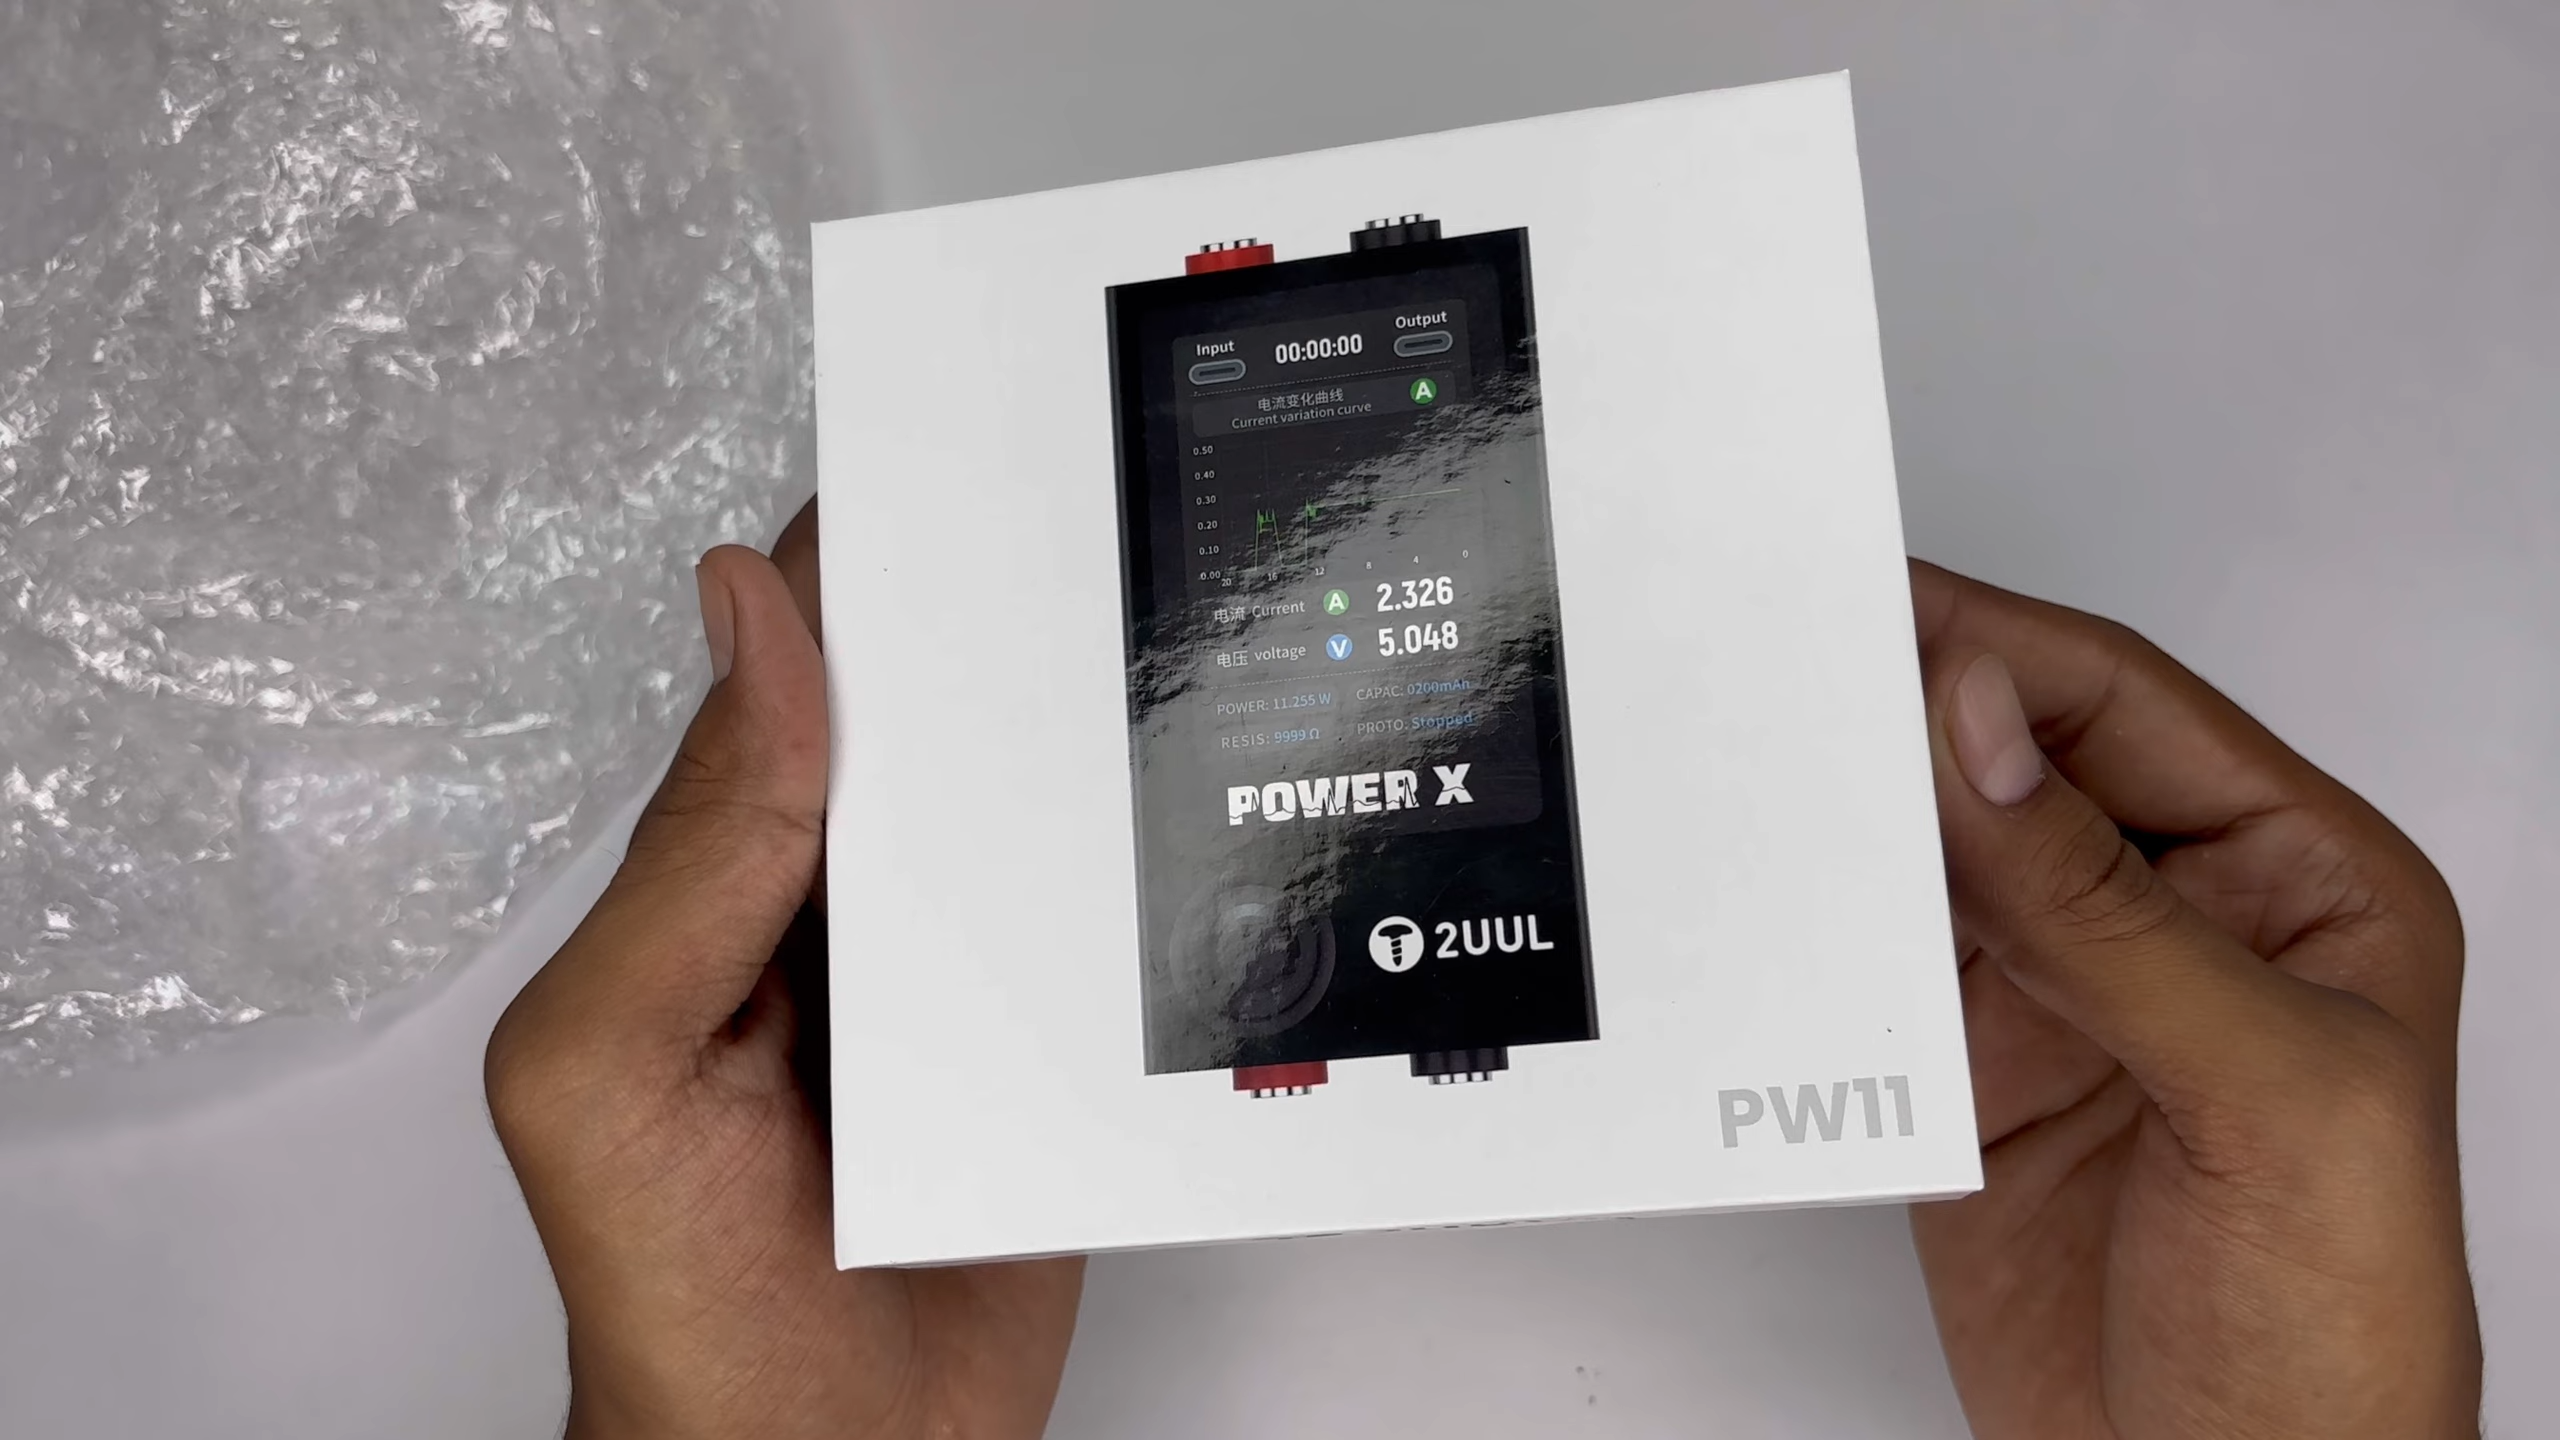 Input
00:00:00
Output
电流变化曲线
Current variation curve
A
0.50
0.40
0.30
0.20
0.10
0.00
20 16 12 8 4 0
电流 Current A 2.326
电压 voltage V 5.048
POWER: 11.255 W CAPAC: 0200mAh
RESIS: 9999 Ω PROTO: Stopped
POWER X
2UUL
PW11